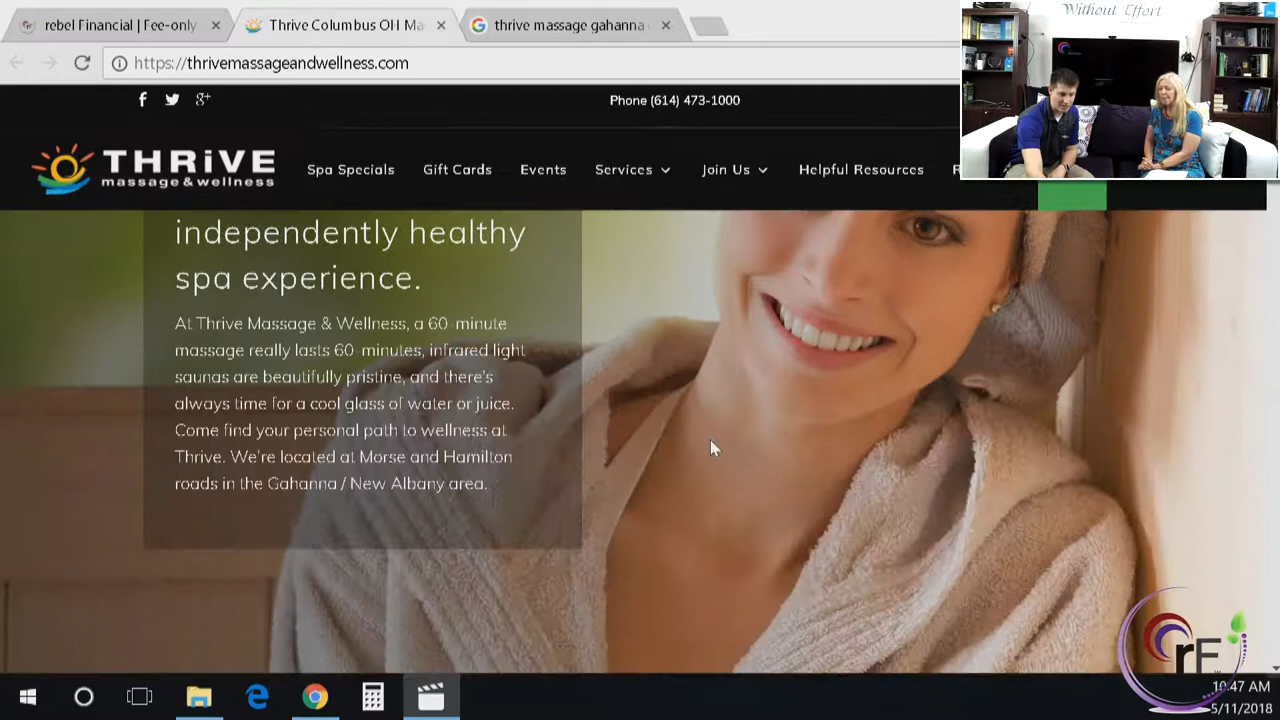 rebel Financial | Fee-only
Columbus OH M
thrive massage gahanna
https://thrivemassageandwellness.com
Without Effort
Phone (614) 473-1000
THRiVE
massage & wellness
Spa Specials
Gift Cards
Events
Services
Join Us
Helpful Resources
independently healthy
spa experience.
At Thrive Massage & Wellness, a 60-minute
massage really lasts 60-minutes, infrared light
saunas are beautifully pristine, and there's
always time for a cool glass of water or juice.
Come find your personal path to wellness at
Thrive. We're located at Morse and Hamilton
roads in the Gahanna / New Albany area.
rF
10:47 AM
5/11/2018